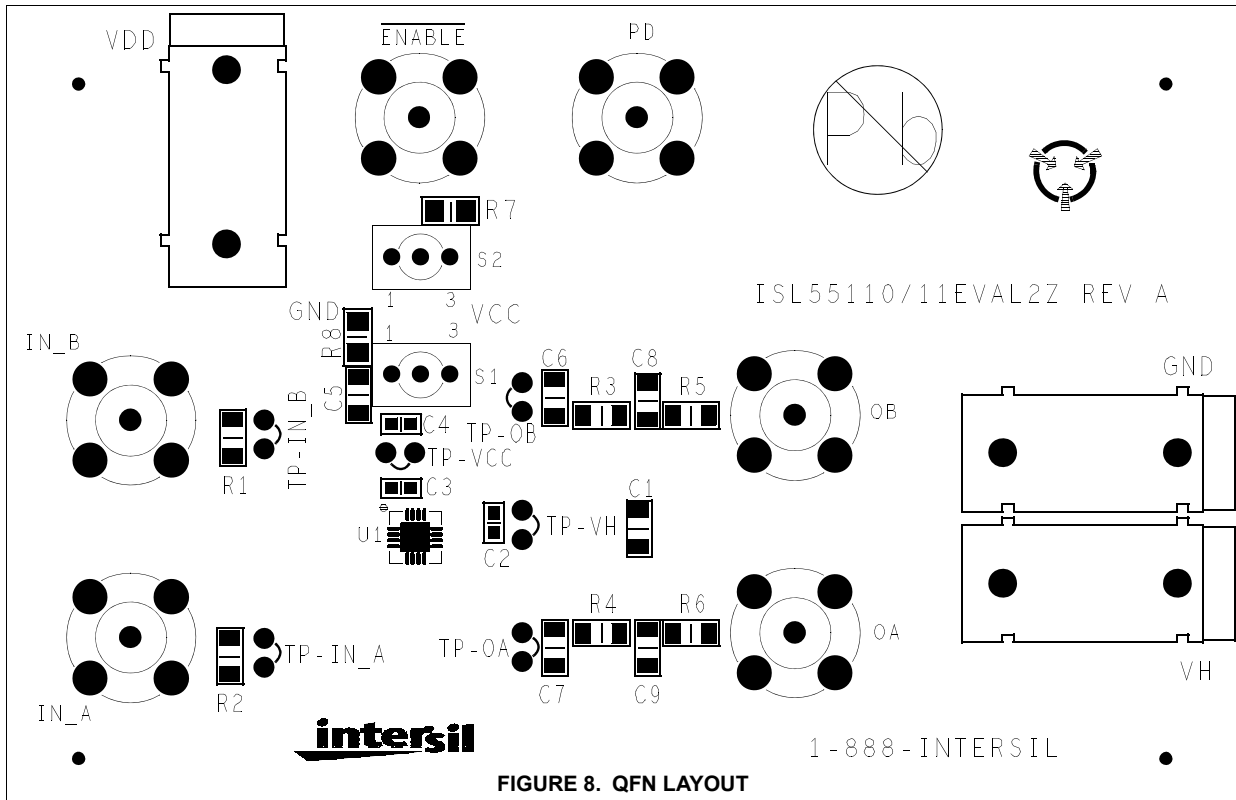 VDD
ENABLE
PD
Pb
R7
S2
1 3
VCC
GND
1 3
R8
S1
C5
C4
IN_B
R1
TP-IN_B
TP-VCC
C3
U1
C6
C8
R3
R5
TP-OB
OB
C2
TP-VH
C1
ISL55110/11EVAL2Z REV A
GND
VH
IN_A
R2
TP-IN_A
TP-OA
R4
R6
C7
C9
OA
intersil
1-888-INTERSIL
FIGURE 8. QFN LAYOUT